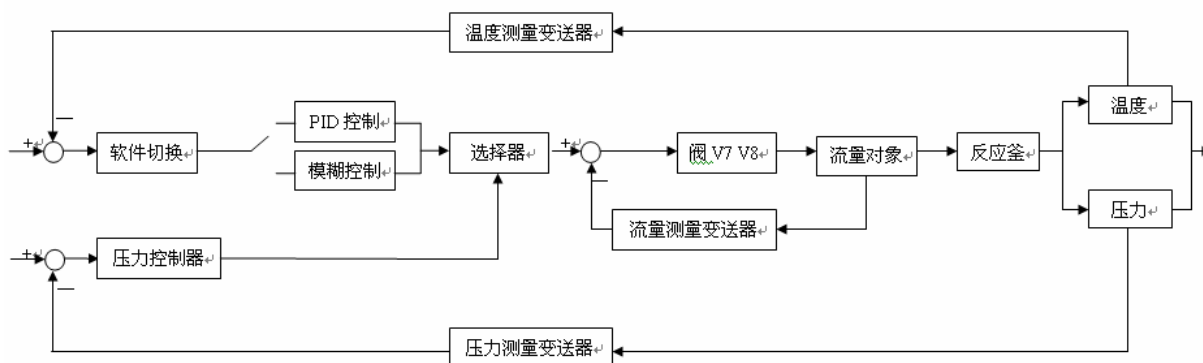 温度测量变送器
温度
+
—
软件切换
PID 控制
模糊控制
选择器
+
—
阀 V7 V8
流量对象
反应釜
流量测量变送器
压力
+
—
压力控制器
压力测量变送器